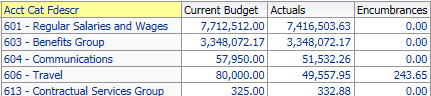 Acct Cat Fdescr Current Budget Actuals Encumbrances
601 - Regular Salaries and Wages 7,712,512.00 7,416,503.63 0.00
603 - Benefits Group 3,348,072.17 3,348,072.17 0.00
604 - Communications 57,950.00 51,532.26 0.00
606 - Travel 80,000.00 49,557.95 243.65
613 - Contractual Services Group 325.00 332.88 0.00